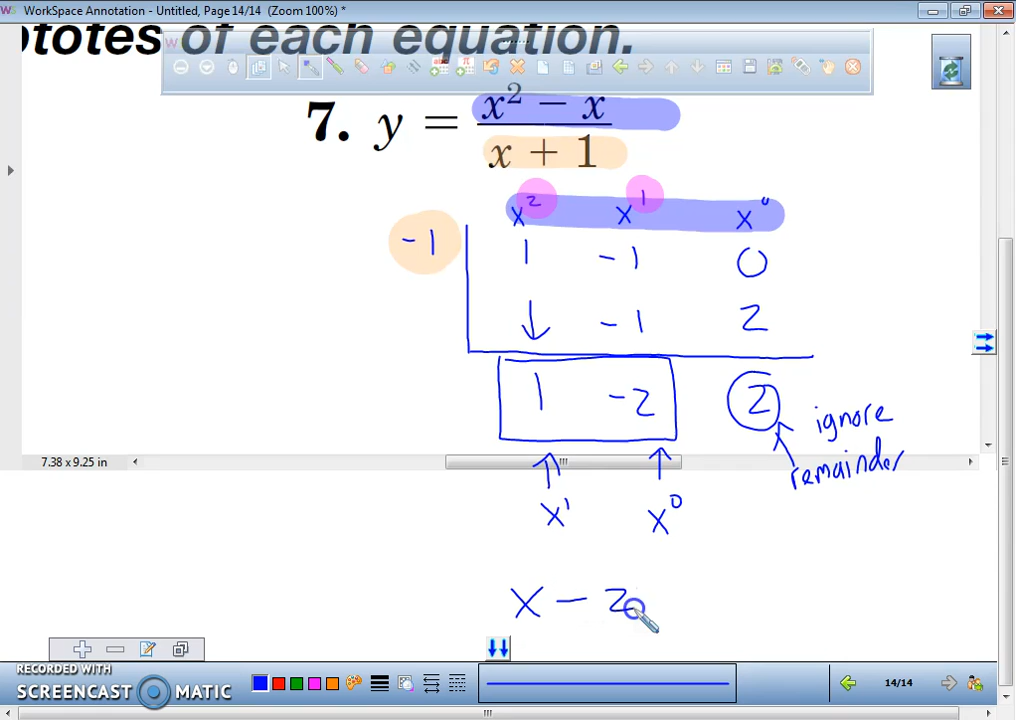 WorkSpace Annotation - Untitled, Page 14/14 (Zoom 100%) *
ptotes of each equation.
7. y = x² − x
x + 1
x² x¹ x⁰
-1 1 -1 0
↓ -1 2
1 -2 2
ignore
remainder
7.38 x 9.25 in
x¹ x⁰
x - 2
RECORDED WITH
SCREENCAST MATIC
14/14